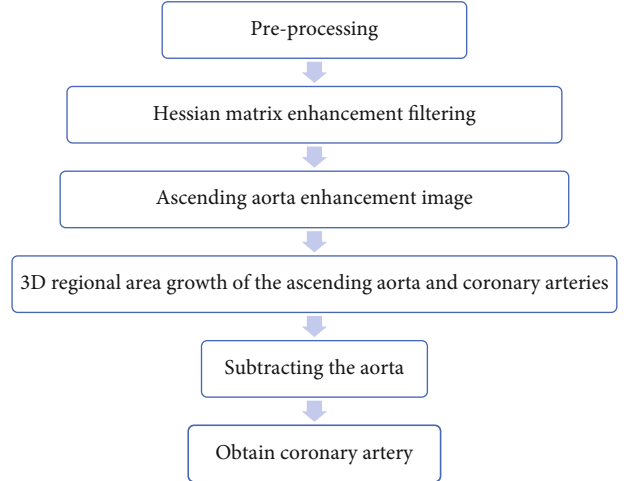 Pre-processing
Hessian matrix enhancement filtering
Ascending aorta enhancement image
3D regional area growth of the ascending aorta and coronary arteries
Subtracting the aorta
Obtain coronary artery